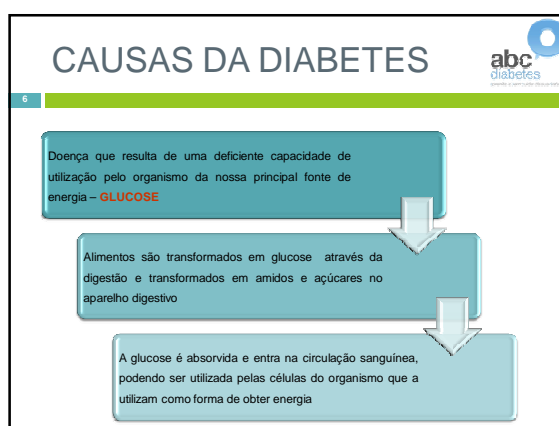 CAUSAS DA DIABETES
abc
diabetes
6
Doença que resulta de uma deficiente capacidade de
utilização pelo organismo da nossa principal fonte de
energia – GLUCOSE
Alimentos são transformados em glucose através da
digestão e transformados em amidos e açúcares no
aparelho digestivo
A glucose é absorvida e entra na circulação sanguínea,
podendo ser utilizada pelas células do organismo que a
utilizam como forma de obter energia